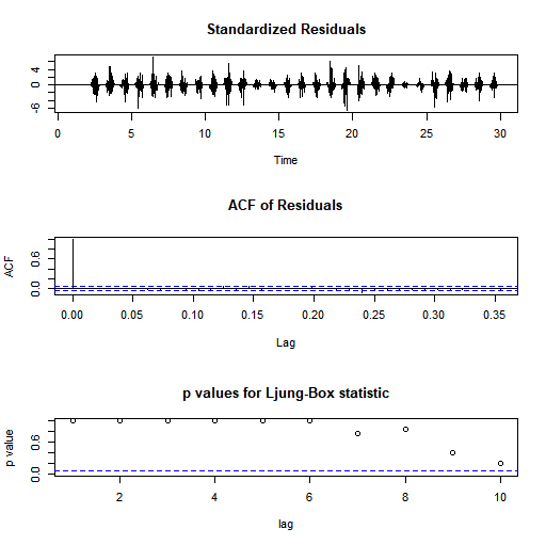 Standardized Residuals
4
0
-6
0 5 10 15 20 25 30
Time
ACF of Residuals
ACF
0.6
0.0
0.00 0.05 0.10 0.15 0.20 0.25 0.30 0.35
Lag
p values for Ljung-Box statistic
p value
0.6
0.0
2 4 6 8 10
lag